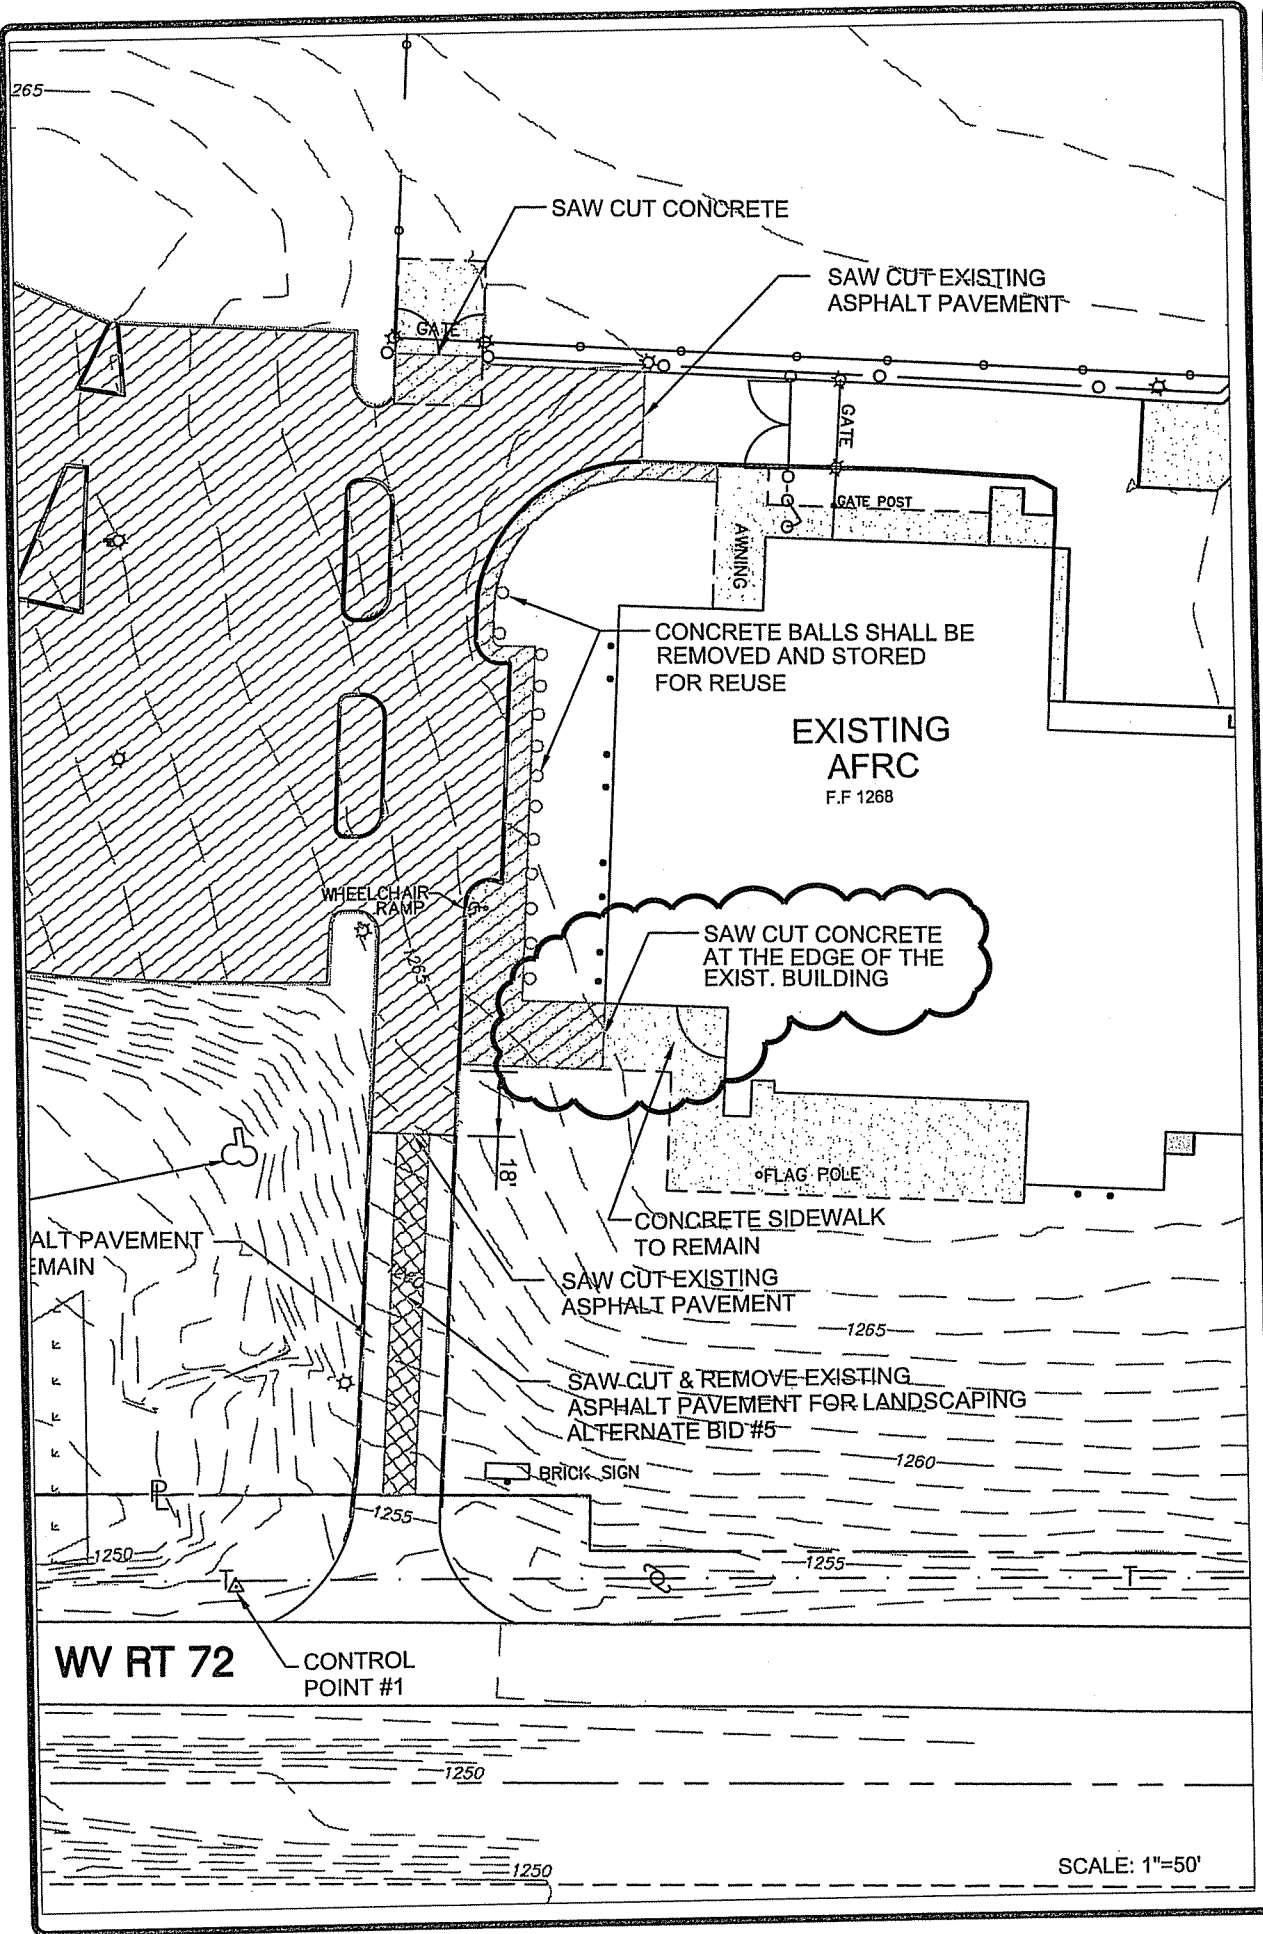 265
SAW CUT CONCRETE
SAW CUT EXISTING
ASPHALT PAVEMENT
GATE
GATE
GATE POST
AWNING
CONCRETE BALLS SHALL BE
REMOVED AND STORED
FOR REUSE
EXISTING
AFRC
F.F 1268
L
WHEELCHAIR
RAMP
1265
SAW CUT CONCRETE
AT THE EDGE OF THE
EXIST. BUILDING
18'
FLAG POLE
CONCRETE SIDEWALK
TO REMAIN
ALT PAVEMENT
EMAIN
SAW CUT EXISTING
ASPHALT PAVEMENT
1265
SAW CUT & REMOVE EXISTING
ASPHALT PAVEMENT FOR LANDSCAPING
ALTERNATE BID #5
1260
BRICK SIGN
PL
1255
1250
1255
T
T
WV RT 72
CONTROL
POINT #1
1250
1250
SCALE: 1"=50'